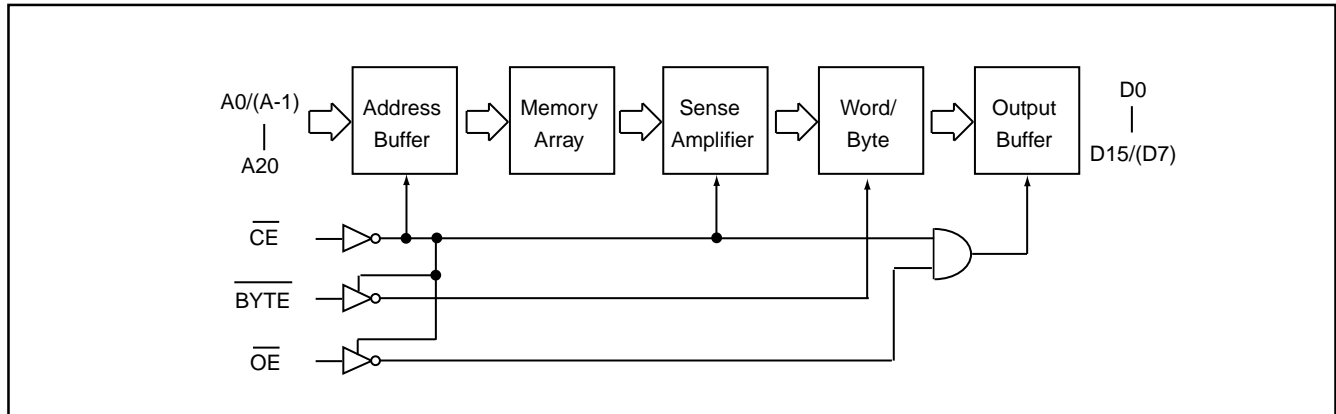 A0/(A-1)
A20
Address
Buffer
Memory
Array
Sense
Amplifier
Word/
Byte
Output
Buffer
D0
D15/(D7)
CE
BYTE
OE